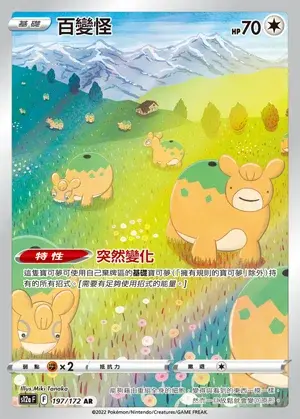 基礎 百變怪 HP70
特性 突然變化
這隻寶可夢可使用自己棄牌區的基礎寶可夢(「擁有規則的寶可夢」除外)持
有的所有招式。[需要有足夠使用招式的能量。]
Illus. Miki Tanaka
弱點 ×2 抵抗力 撤退
s12a F F 197/172 AR
©2022 Pokémon/Nintendo/Creatures/GAME FREAK.